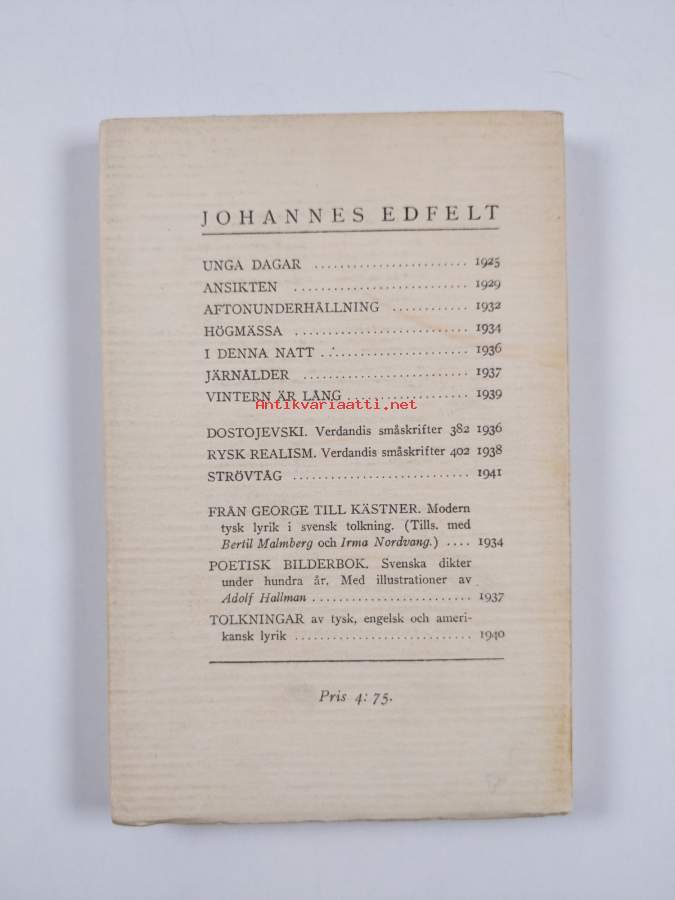 JOHANNES EDFELT
UNGA DAGAR ........................ 1925
ANSIKTEN ........................... 1929
AFTONUNDERHÅLLNING ............ 1932
HÖGMÄSSA ........................... 1934
I DENNA NATT ....................... 1936
JÄRNÅLDER .......................... 1937
VINTERN ÄR LÅNG ................... 1939
Antikvariaatti.net
DOSTOJEVSKI. Verdandis småskrifter 382 1936
RYSK REALISM. Verdandis småskrifter 402 1938
STRÖVTÅG ............................ 1941
FRÅN GEORGE TILL KÄSTNER. Modern
tysk lyrik i svensk tolkning. (Tills. med
Bertil Malmberg och Irma Nordvang.) .... 1934
POETISK BILDERBOK. Svenska dikter
under hundra år. Med illustrationer av
Adolf Hallman ......................... 1937
TOLKNINGAR av tysk, engelsk och ameri-
kansk lyrik ............................ 1940
Pris 4: 75.